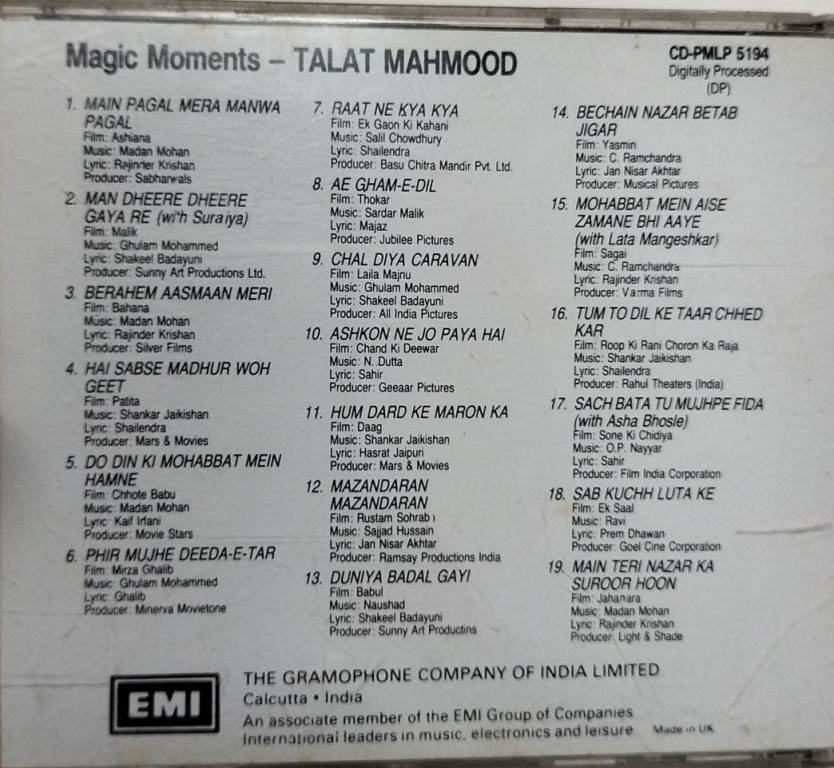 Magic Moments – TALAT MAHMOOD
CD-PMLP 5194
Digitally Processed
(DP)
1. MAIN PAGAL MERA MANWA
PAGAL
Film: Ashiana
Music: Madan Mohan
Lyric: Rajinder Krishan
Producer: Sabharwals
2. MAN DHEERE DHEERE
GAYA RE (with Suraiya)
Film: Malik
Music: Ghulam Mohammed
Lyric: Shakeel Badayuni
Producer: Sunny Art Productions Ltd.
3. BERAHEM AASMAAN MERI
Film: Bahana
Music: Madan Mohan
Lyric: Rajinder Krishan
Producer: Silver Films
4. HAI SABSE MADHUR WOH
GEET
Film: Patita
Music: Shankar Jaikishan
Lyric: Shailendra
Producer: Mars & Movies
5. DO DIN KI MOHABBAT MEIN
HAMNE
Film: Chhote Babu
Music: Madan Mohan
Lyric: Kaif Irfani
Producer: Movie Stars
6. PHIR MUJHE DEEDA-E-TAR
Film: Mirza Ghalib
Music: Ghulam Mohammed
Lyric: Ghalib
Producer: Minerva Movietone
7. RAAT NE KYA KYA
Film: Ek Gaon Ki Kahani
Music: Salil Chowdhury
Lyric: Shailendra
Producer: Basu Chitra Mandir Pvt. Ltd.
8. AE GHAM-E-DIL
Film: Thokar
Music: Sardar Malik
Lyric: Majaz
Producer: Jubilee Pictures
9. CHAL DIYA CARAVAN
Film: Laila Majnu
Music: Ghulam Mohammed
Lyric: Shakeel Badayuni
Producer: All India Pictures
10. ASHKON NE JO PAYA HAI
Film: Chand Ki Deewar
Music: N. Dutta
Lyric: Sahir
Producer: Geeaar Pictures
11. HUM DARD KE MARON KA
Film: Daag
Music: Shankar Jaikishan
Lyric: Hasrat Jaipuri
Producer: Mars & Movies
12. MAZANDARAN
MAZANDARAN
Film: Rustam Sohrab
Music: Sajjad Hussain
Lyric: Jan Nisar Akhtar
Producer: Ramsay Productions India
13. DUNIYA BADAL GAYI
Film: Babul
Music: Naushad
Lyric: Shakeel Badayuni
Producer: Sunny Art Productins
14. BECHAIN NAZAR BETAB
JIGAR
Film: Yasmin
Music: C. Ramchandra
Lyric: Jan Nisar Akhtar
Producer: Musical Pictures
15. MOHABBAT MEIN AISE
ZAMANE BHI AAYE
(with Lata Mangeshkar)
Film: Sagai
Music: C. Ramchandra
Lyric: Rajinder Krishan
Producer: Varma Films
16. TUM TO DIL KE TAAR CHHED
KAR
Film: Roop Ki Rani Choron Ka Raja
Music: Shankar Jaikishan
Lyric: Shailendra
Producer: Rahul Theaters (India)
17. SACH BATA TU MUJHPE FIDA
(with Asha Bhosle)
Film: Sone Ki Chidiya
Music: O.P. Nayyar
Lyric: Sahir
Producer: Film India Corporation
18. SAB KUCHH LUTA KE
Film: Ek Saal
Music: Ravi
Lyric: Prem Dhawan
Producer: Goel Cine Corporation
19. MAIN TERI NAZAR KA
SUROOR HOON
Film: Jahanara
Music: Madan Mohan
Lyric: Rajinder Krishan
Producer: Light & Shade
EMI
THE GRAMOPHONE COMPANY OF INDIA LIMITED
Calcutta • India
An associate member of the EMI Group of Companies
International leaders in music, electronics and leisure
Made in UK